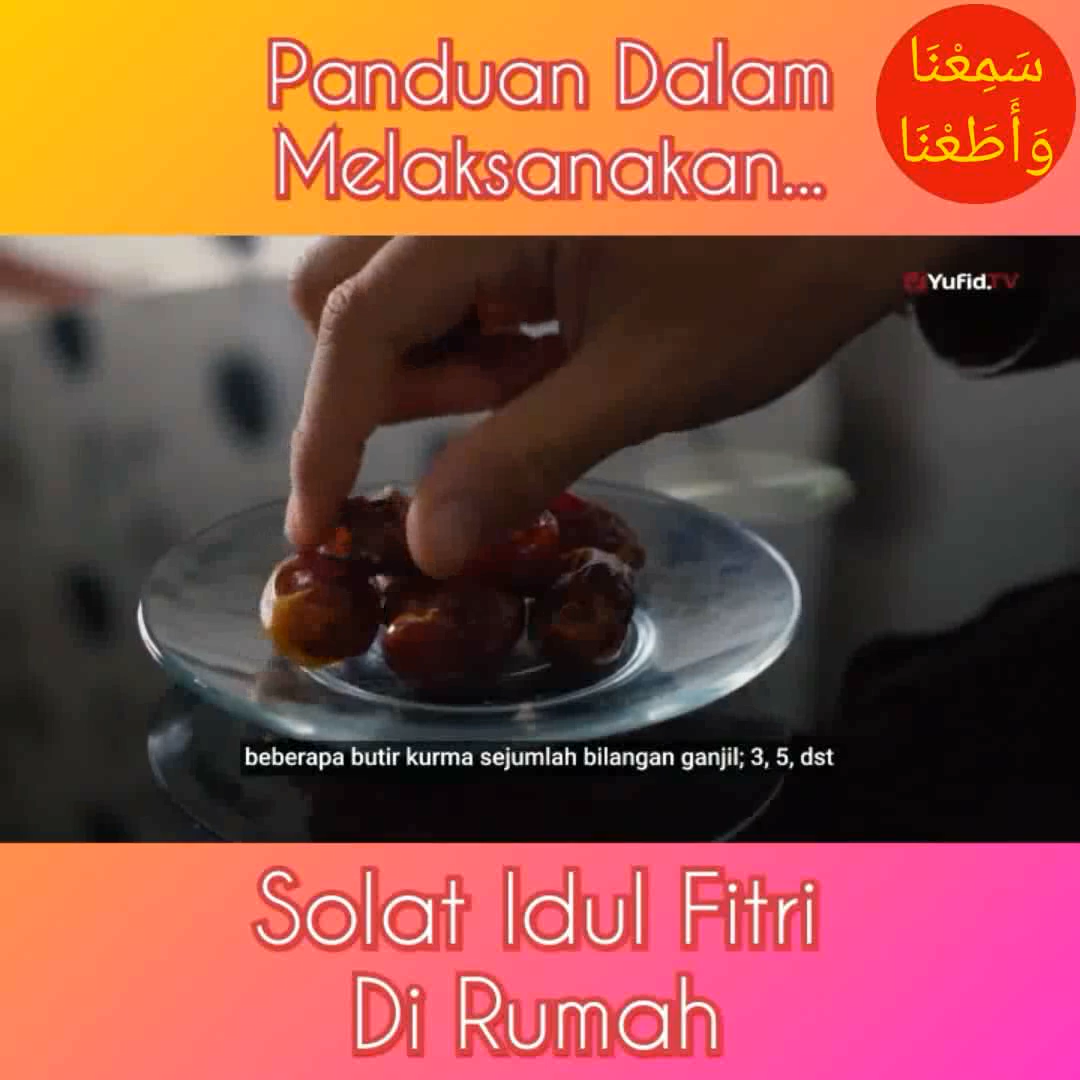 Panduan Dalam
Melaksanakan...
سَمِعْنَا
وَأَطَعْنَا
Yufid.TV
beberapa butir kurma sejumlah bilangan ganjil; 3, 5, dst
Solat Idul Fitri
Di Rumah